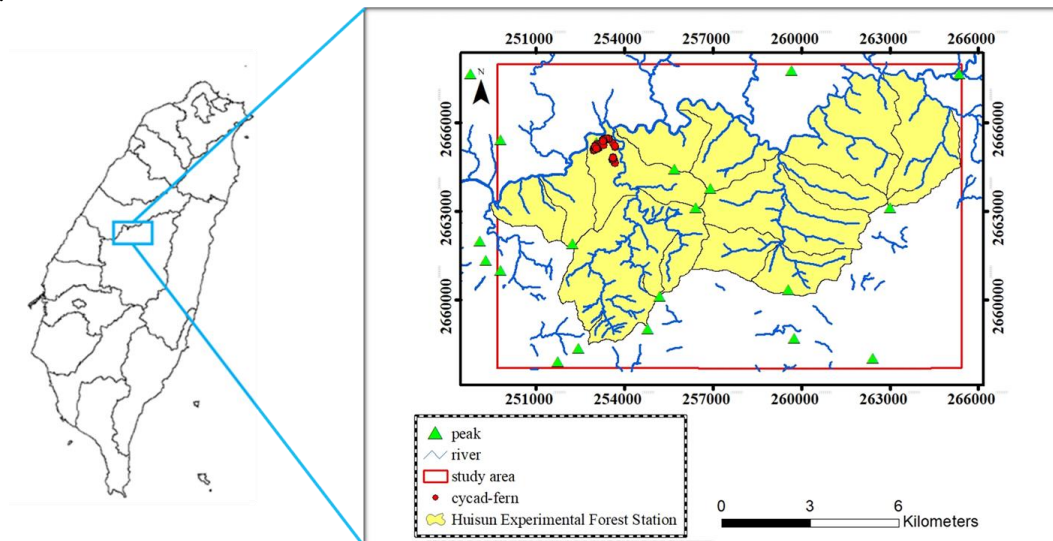 251000 254000 257000 260000 263000 266000
N
2666000 2666000
2663000 2663000
2660000 2660000
251000 254000 257000 260000 263000 266000
peak
river
study area
cycad-fern
Huisun Experimental Forest Station
0 3 6
Kilometers